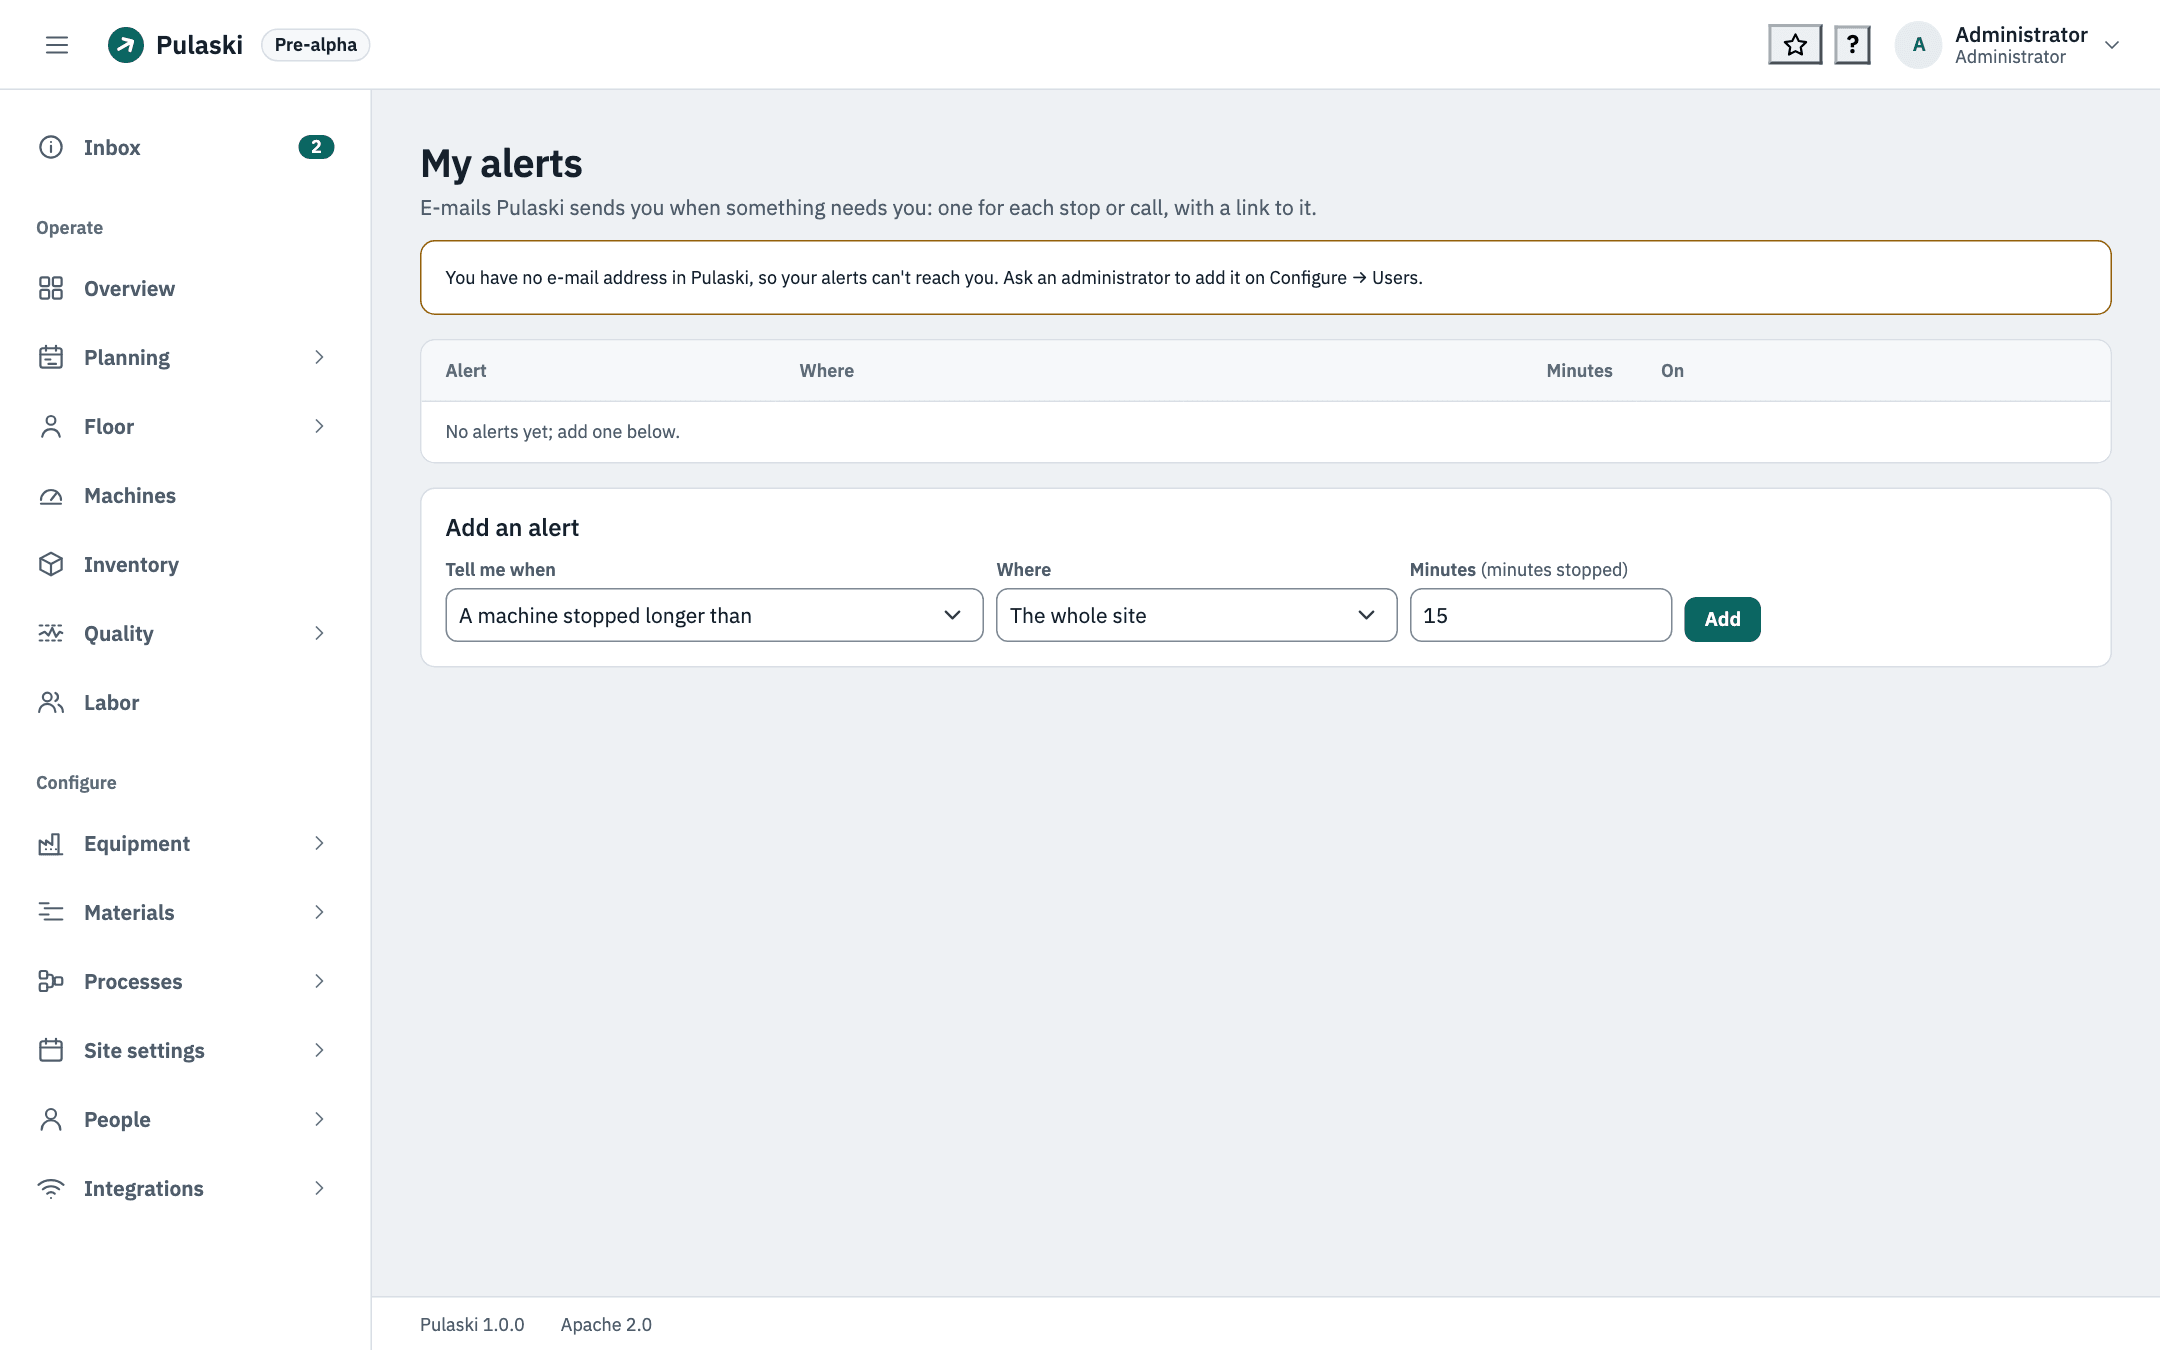 Pulaski
Pre-alpha
?
A
Administrator
Administrator
Inbox
2
Operate
Overview
Planning
Floor
Machines
Inventory
Quality
Labor
Configure
Equipment
Materials
Processes
Site settings
People
Integrations
My alerts
E-mails Pulaski sends you when something needs you: one for each stop or call, with a link to it.
You have no e-mail address in Pulaski, so your alerts can't reach you. Ask an administrator to add it on Configure → Users.
Alert Where Minutes On
No alerts yet; add one below.
Add an alert
Tell me when Where Minutes (minutes stopped)
A machine stopped longer than The whole site 15 Add
Pulaski 1.0.0 Apache 2.0